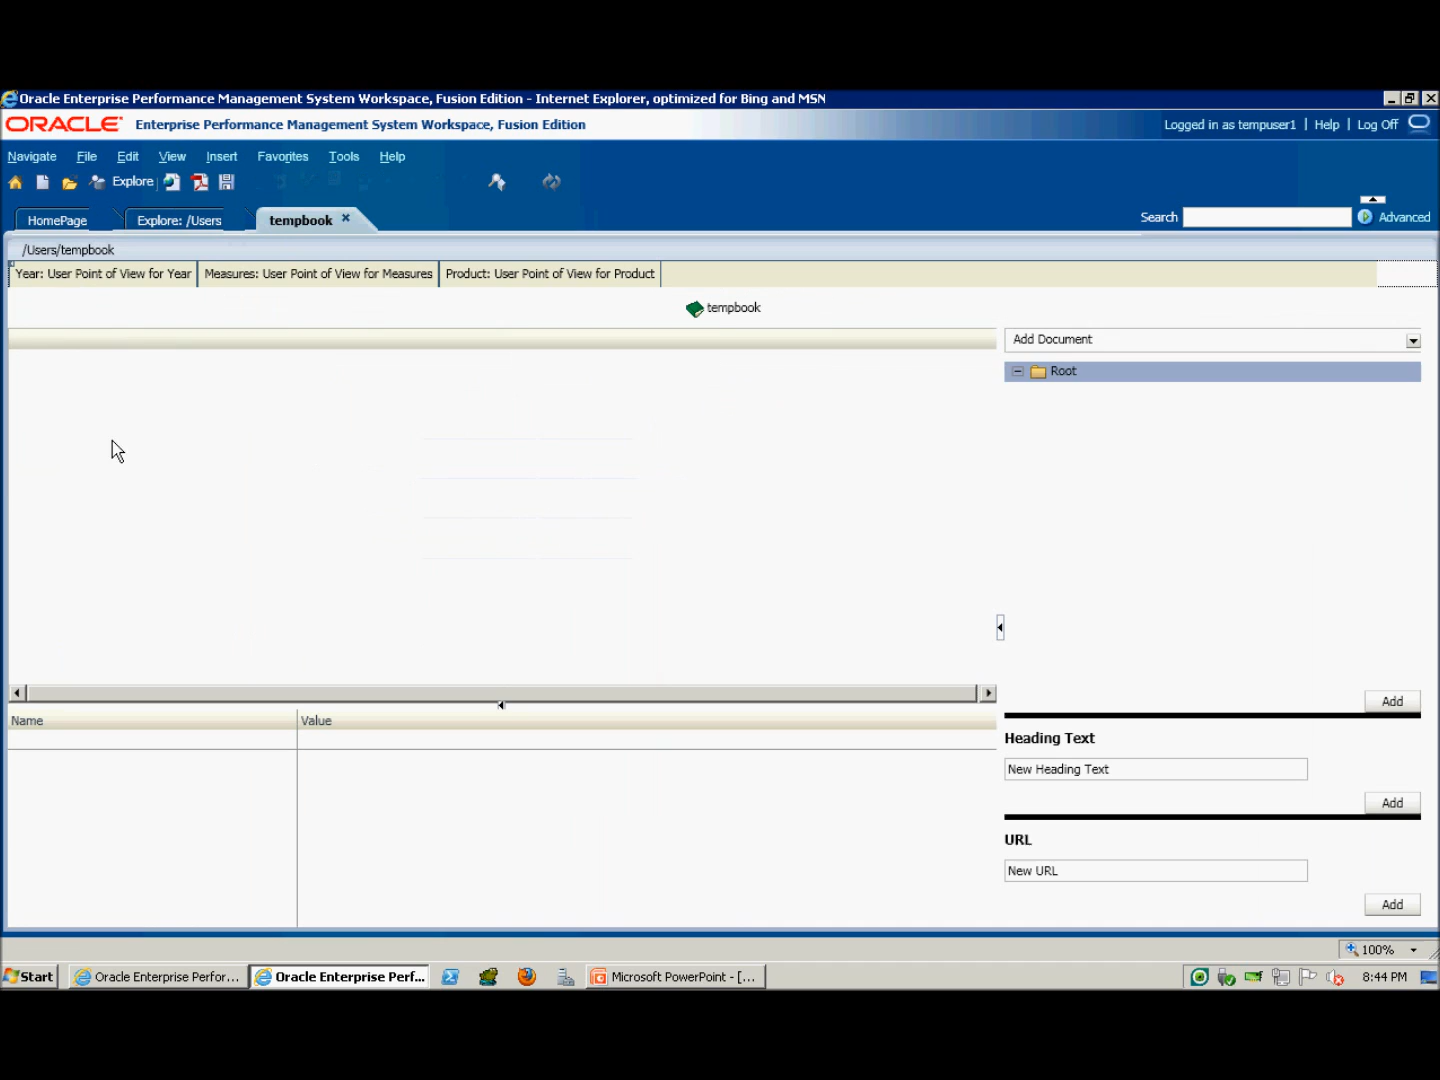 Oracle Enterprise Performance Management System Workspace, Fusion Edition - Internet Explorer, optimized for Bing and MSN
ORACLE Enterprise Performance Management System Workspace, Fusion Edition
Logged in as tempuser1 | Help | Log Off
Navigate File Edit View Insert Favorites Tools Help
Explore
HomePage Explore: /Users tempbook
Search Advanced
/Users/tempbook
Year: User Point of View for Year Measures: User Point of View for Measures Product: User Point of View for Product
tempbook
Add Document
Root
Add
Name Value
Heading Text
New Heading Text
Add
URL
New URL
Add
100%
Start Oracle Enterprise Perfor... Oracle Enterprise Perf... Microsoft PowerPoint - [... 8:44 PM